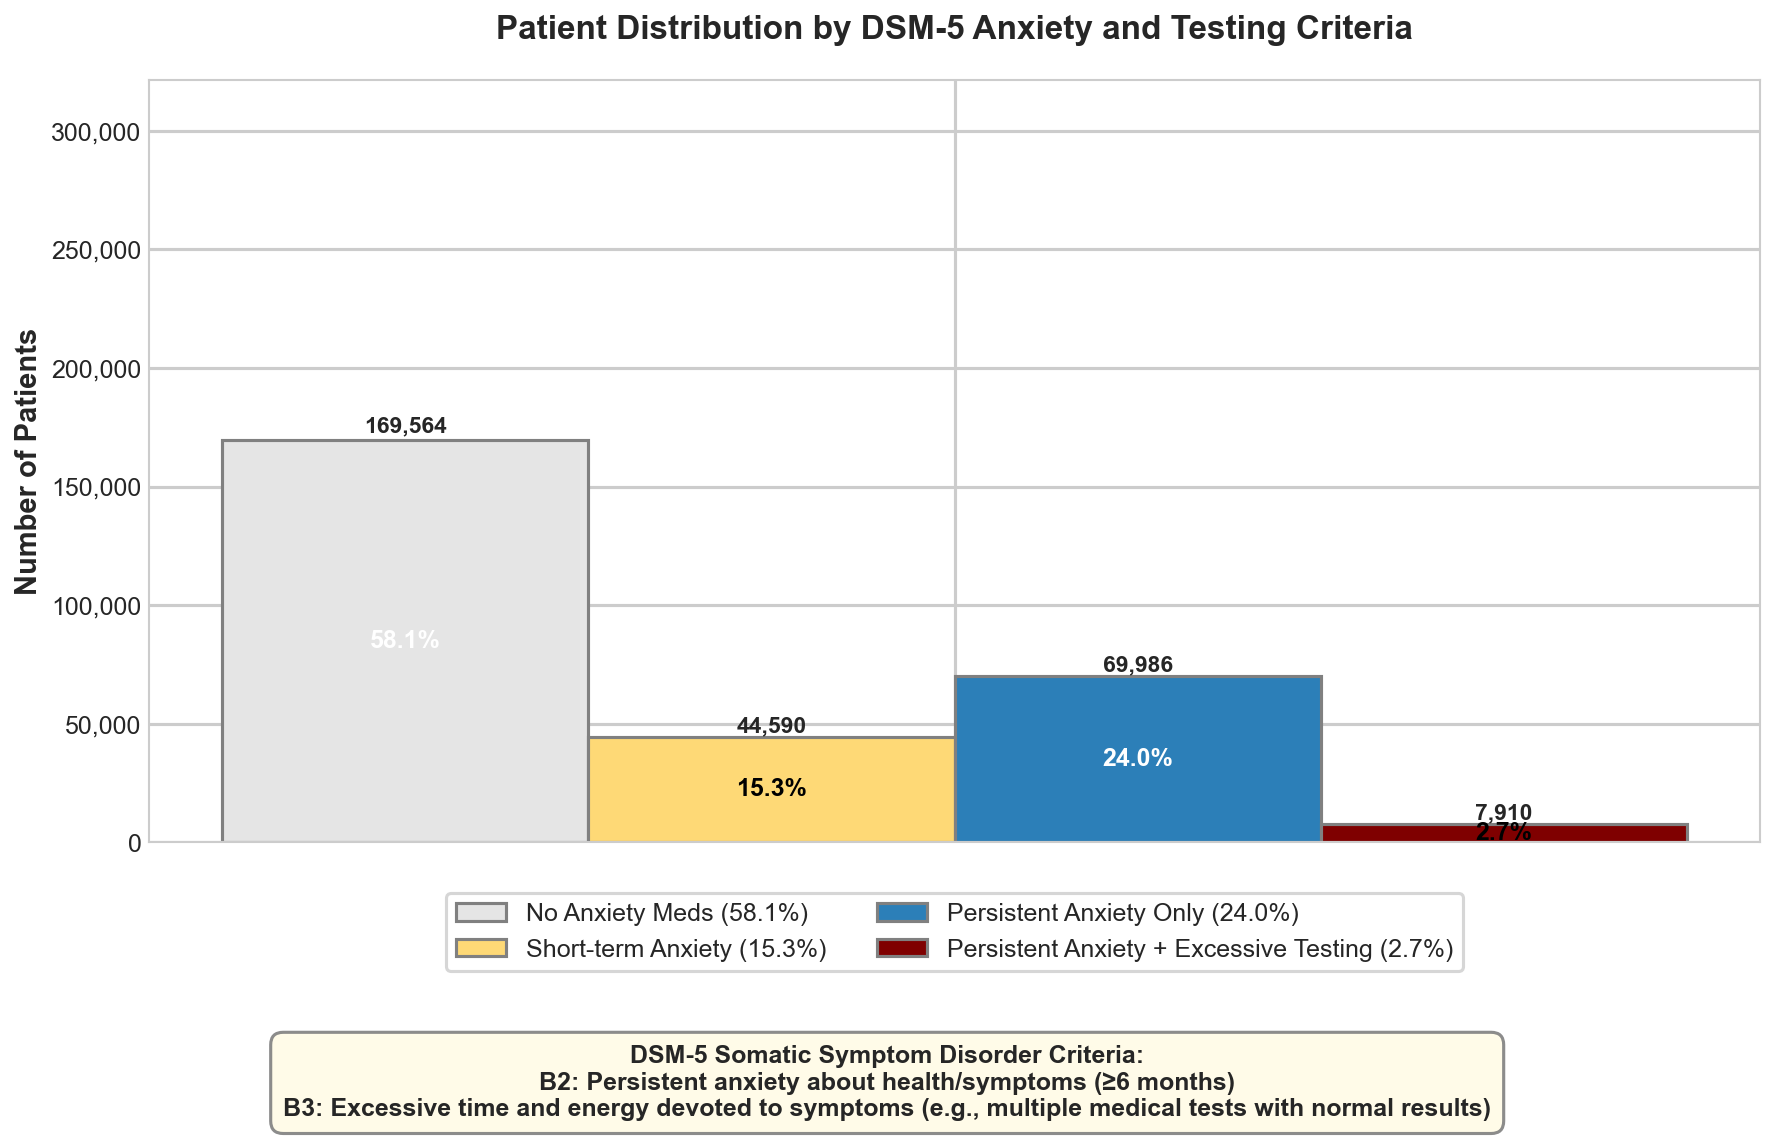 Patient Distribution by DSM-5 Anxiety and Testing Criteria
Number of Patients
300,000
250,000
200,000
150,000
100,000
50,000
0
169,564
58.1%
44,590
15.3%
69,986
24.0%
7,910
2.7%
No Anxiety Meds (58.1%)
Short-term Anxiety (15.3%)
Persistent Anxiety Only (24.0%)
Persistent Anxiety + Excessive Testing (2.7%)
DSM-5 Somatic Symptom Disorder Criteria:
B2: Persistent anxiety about health/symptoms (≥6 months)
B3: Excessive time and energy devoted to symptoms (e.g., multiple medical tests with normal results)